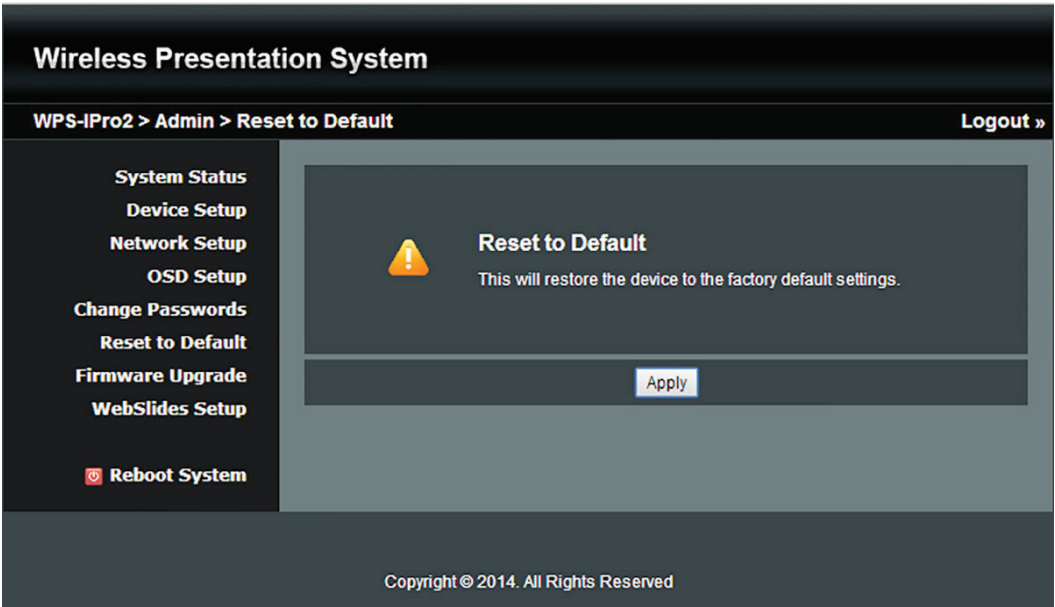 Wireless Presentation System
WPS-IPro2 > Admin > Reset to Default
Logout »
System Status
Device Setup
Network Setup
OSD Setup
Change Passwords
Reset to Default
Firmware Upgrade
WebSlides Setup
Reboot System
Reset to Default
This will restore the device to the factory default settings.
Apply
Copyright © 2014. All Rights Reserved